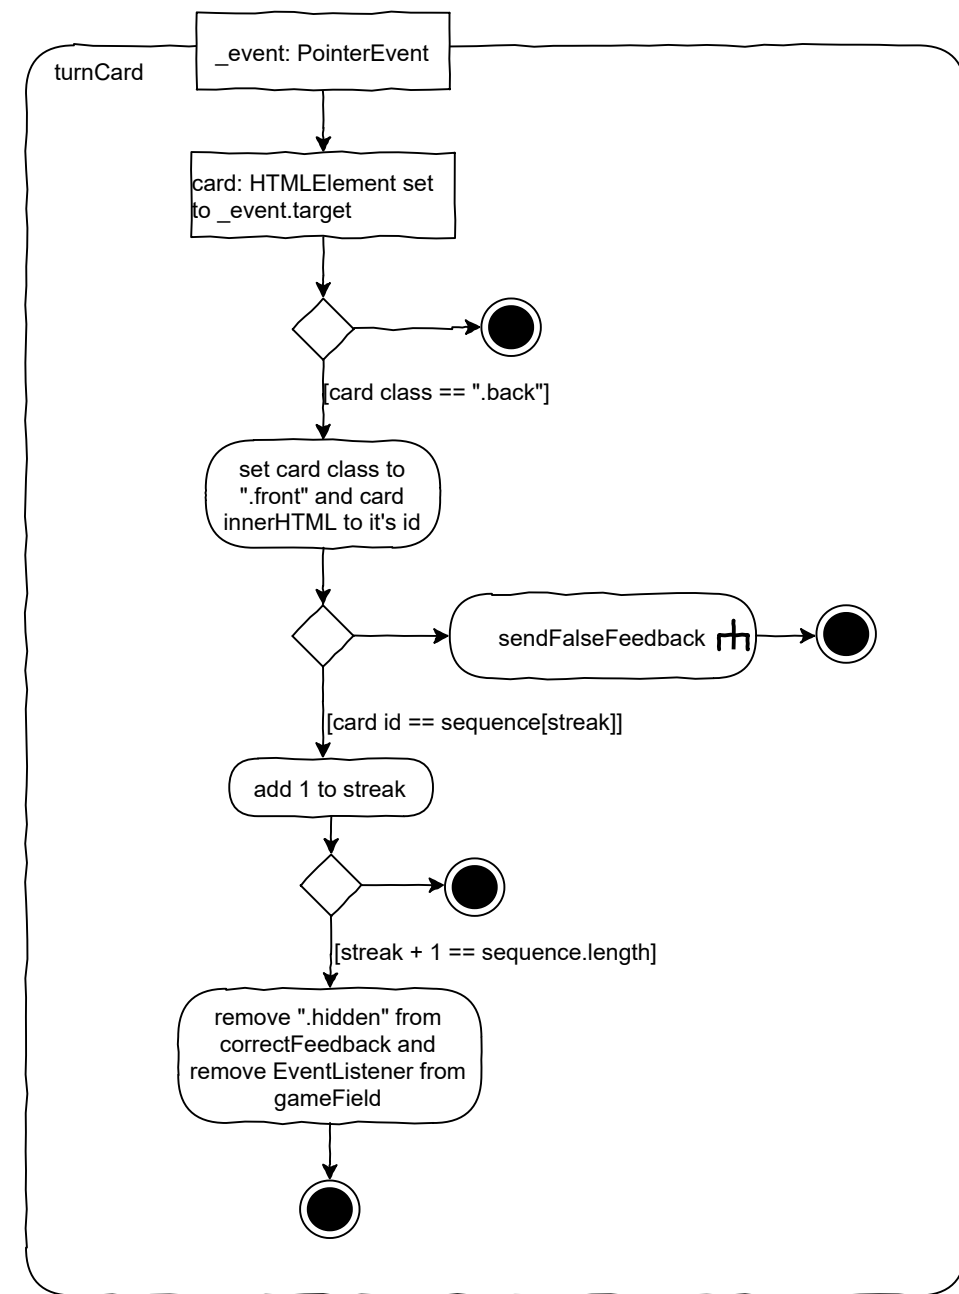 _event: PointerEvent
turnCard
card: HTMLElement set
to _event.target
[card class == ".back"]
set card class to
".front" and card
innerHTML to it's id
sendFalseFeedback
[card id == sequence[streak]]
add 1 to streak
[streak + 1 == sequence.length]
remove ".hidden" from
correctFeedback and
remove EventListener from
gameField